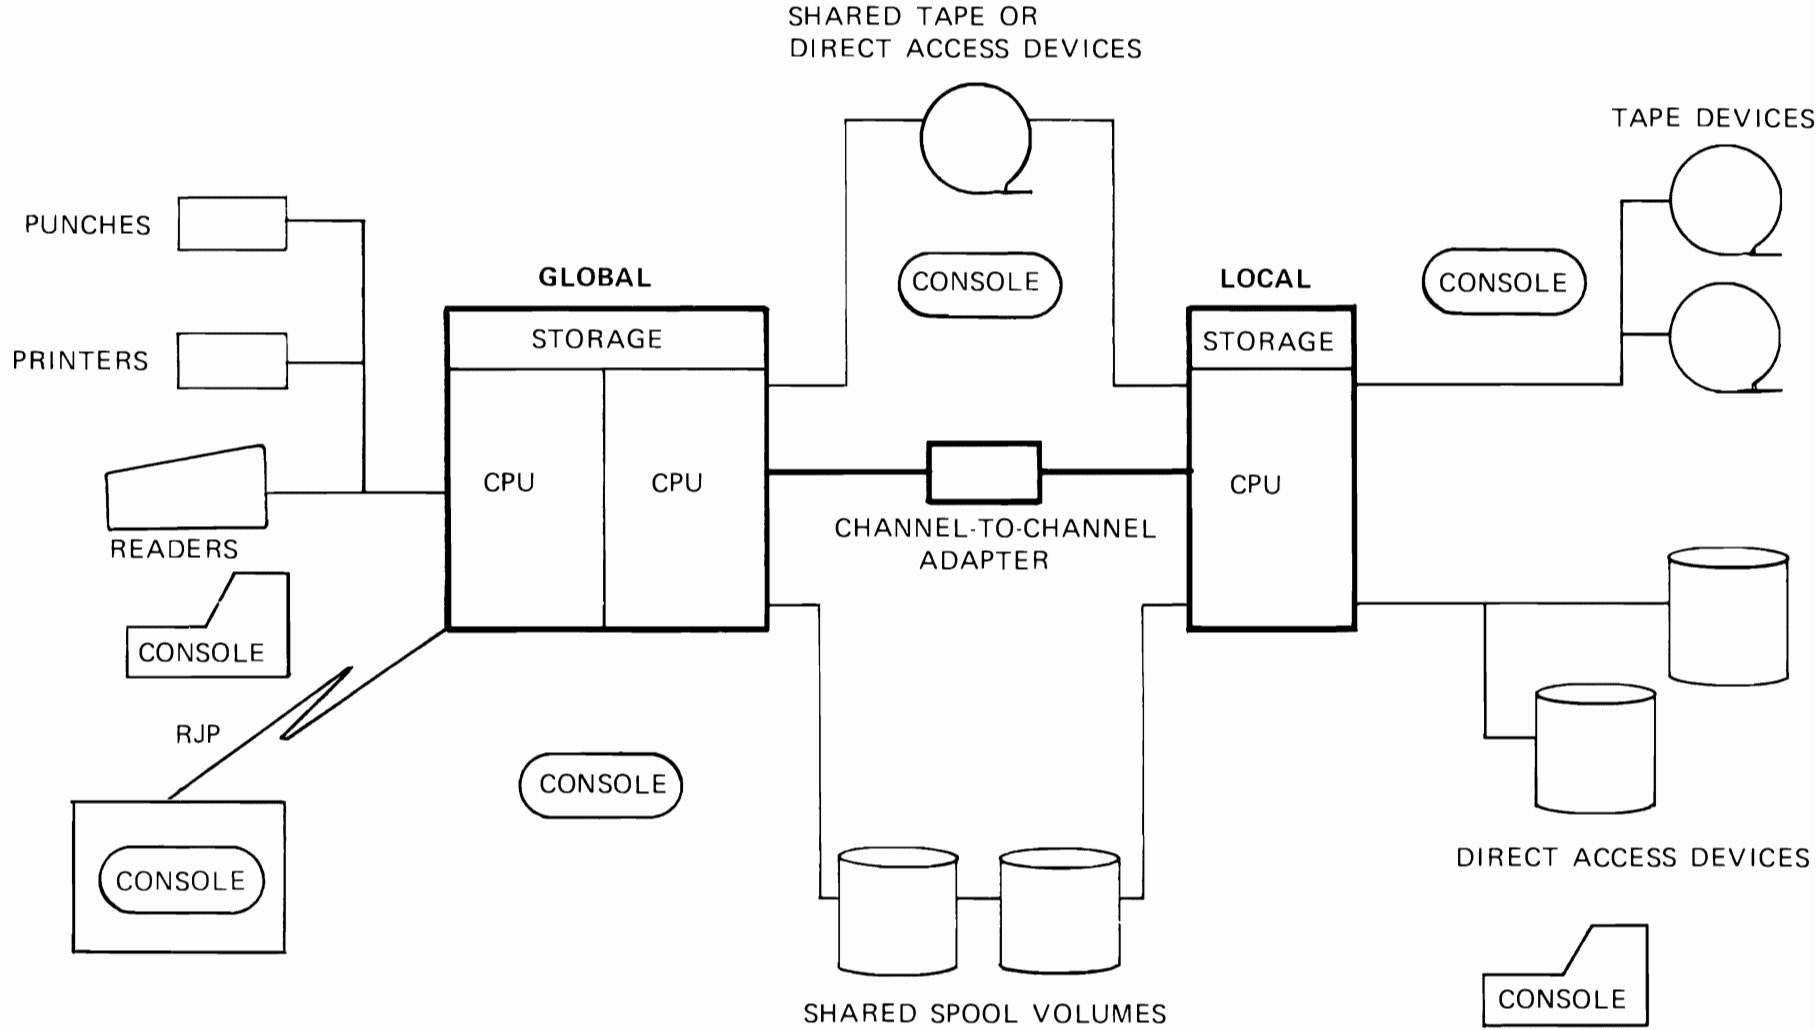 SHARED TAPE OR
DIRECT ACCESS DEVICES
TAPE DEVICES
PUNCHES
GLOBAL
CONSOLE
LOCAL
CONSOLE
STORAGE
STORAGE
PRINTERS
CPU
CPU
CPU
CHANNEL-TO-CHANNEL
ADAPTER
READERS
CONSOLE
RJP
CONSOLE
CONSOLE
DIRECT ACCESS DEVICES
CONSOLE
SHARED SPOOL VOLUMES